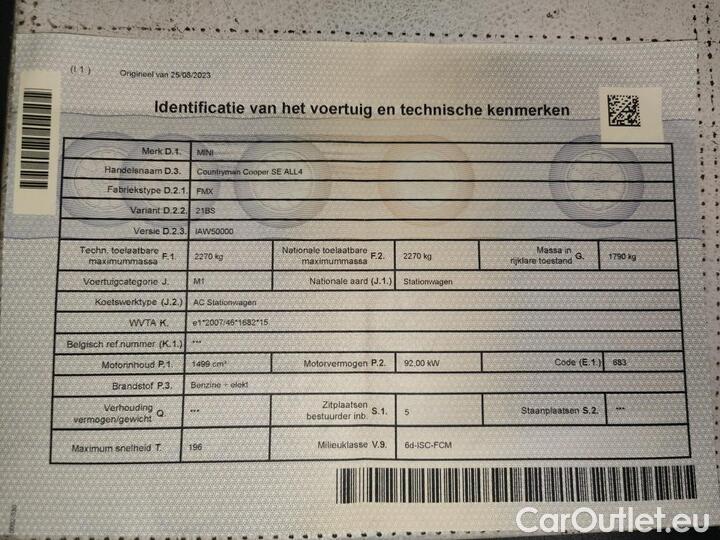 (I.1) Origineel van 25/08/2023
Identificatie van het voertuig en technische kenmerken
Merk D.1. MINI
Handelsnaam D.3. Countryman Cooper SE ALL4
Fabriekstype D.2.1. FMX
Variant D.2.2. 21BS
Versie D.2.3. IAW50000
Techn. toelaatbare maximummassa F.1. 2270 kg Nationale toelaatbare maximummassa F.2. 2270 kg Massa in rijklare toestand G. 1790 kg
Voertuigcategorie J. M1 Nationale aard (J.1.) Stationwagen
Koetswerktype (J.2.) AC Stationwagen
WVTA K. e1*2007/46*1682*15
Belgisch ref.nummer (K.1.) ***
Motorinhoud P.1. 1499 cm³ Motorvermogen P.2. 92,00 kW Code (E.1.) 683
Brandstof P.3. Benzine + elekt
Verhouding vermogen/gewicht Q. *** Zitplaatsen bestuurder inb. S.1. 5 Staanplaatsen S.2. ***
Maximum snelheid T. 196 Milieuklasse V.9. 6d-ISC-FCM
CarOutlet.eu